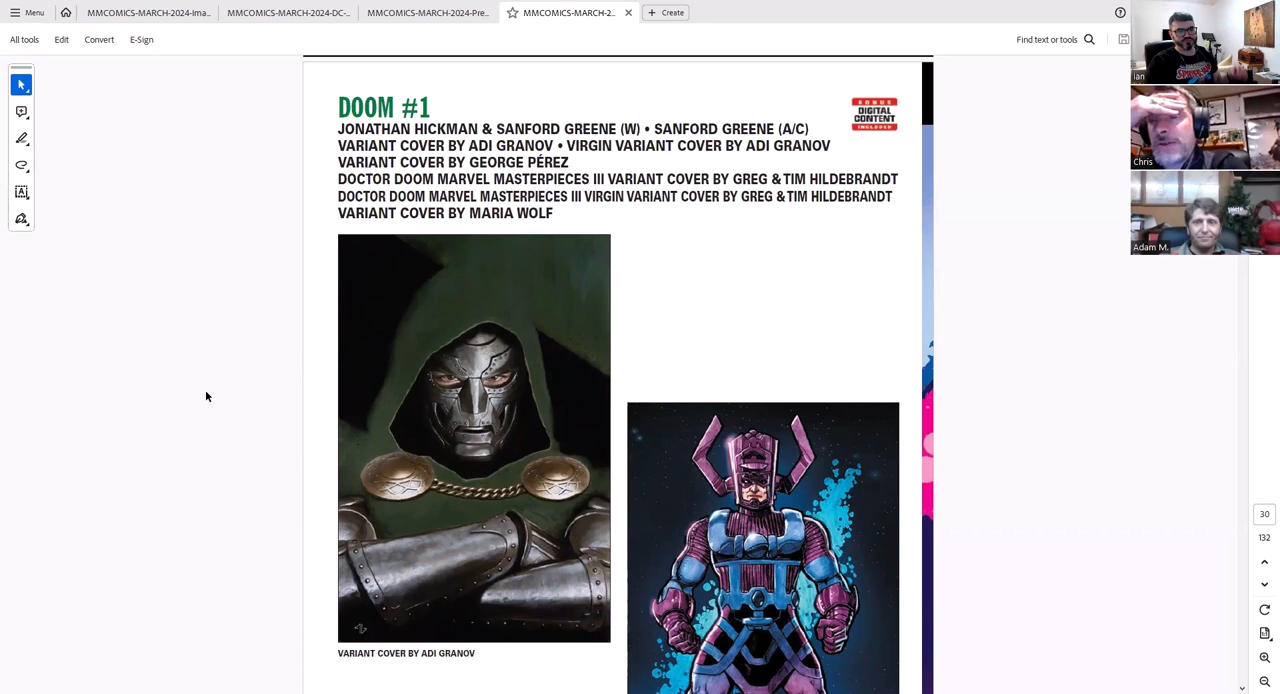 Menu
MMCOMICS-MARCH-2024-Ima...
MMCOMICS-MARCH-2024-DC-...
MMCOMICS-MARCH-2024-Pre...
MMCOMICS-MARCH-2...
Create
All tools
Edit
Convert
E-Sign
Find text or tools
Ian
Chris
Adam M.
DOOM #1
JONATHAN HICKMAN & SANFORD GREENE (W) • SANFORD GREENE (A/C)
VARIANT COVER BY ADI GRANOV • VIRGIN VARIANT COVER BY ADI GRANOV
VARIANT COVER BY GEORGE PÉREZ
DOCTOR DOOM MARVEL MASTERPIECES III VARIANT COVER BY GREG & TIM HILDEBRANDT
DOCTOR DOOM MARVEL MASTERPIECES III VIRGIN VARIANT COVER BY GREG & TIM HILDEBRANDT
VARIANT COVER BY MARIA WOLF
BONUS
DIGITAL
CONTENT
INCLUDED
VARIANT COVER BY ADI GRANOV
30
132